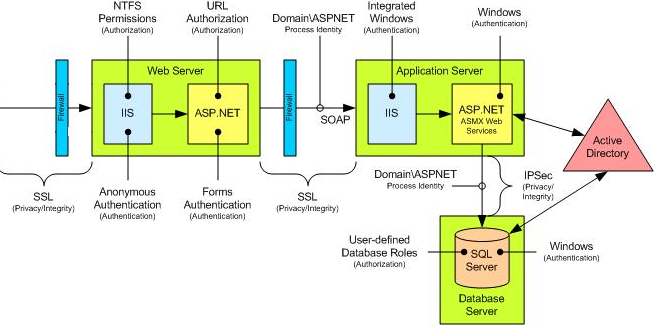 NTFS
Permissions
(Authorization)
URL
Authorization
(Authorization)
Domain\ASPNET
Process Identity
Integrated
Windows
(Authentication)
Windows
(Authentication)
Firewall
Web Server
IIS
ASP.NET
Firewall
SOAP
Application Server
IIS
ASP.NET
ASMX Web
Services
Active
Directory
SSL
(Privacy/Integrity)
Anonymous
Authentication
(Authentication)
Forms
Authentication
(Authentication)
SSL
(Privacy/Integrity)
Domain\ASPNET
Process Identity
IPSec
(Privacy/
Integrity)
User-defined
Database Roles
(Authorization)
SQL
Server
Windows
(Authentication)
Database
Server